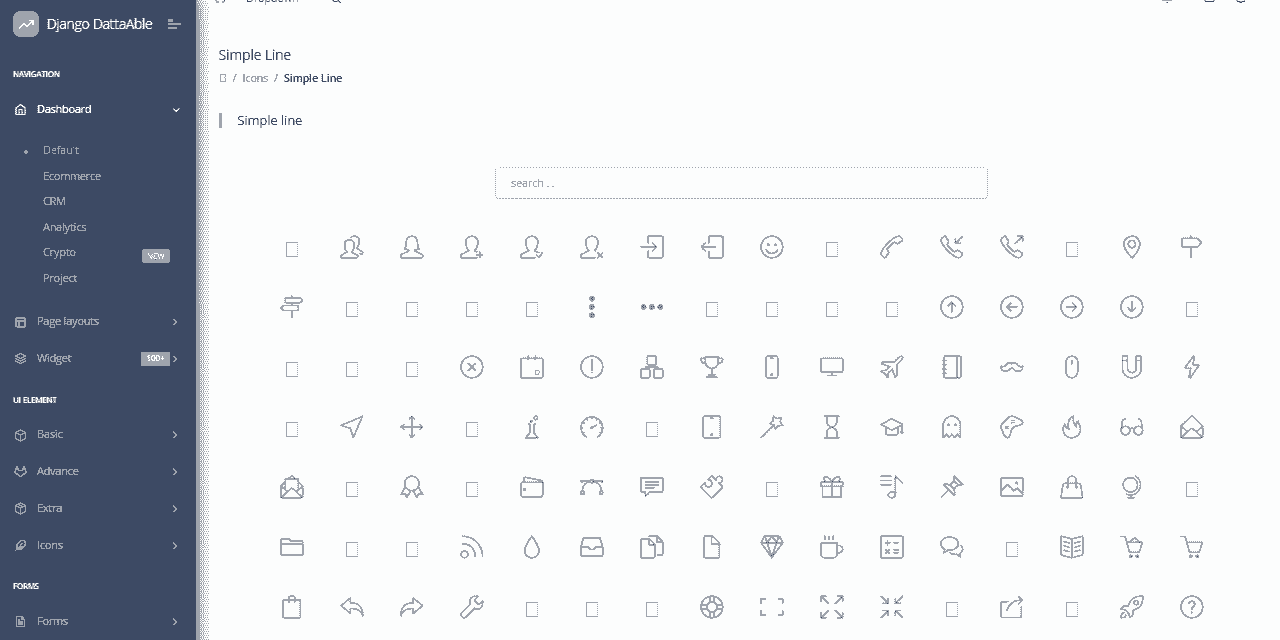 Django DattaAble
NAVIGATION
Dashboard
Default
Ecommerce
CRM
Analytics
Crypto
NEW
Project
Page layouts
Widget
100+
UI ELEMENT
Basic
Advance
Extra
Icons
FORMS
Forms
Simple Line
/ Icons / Simple Line
Simple line
search . .